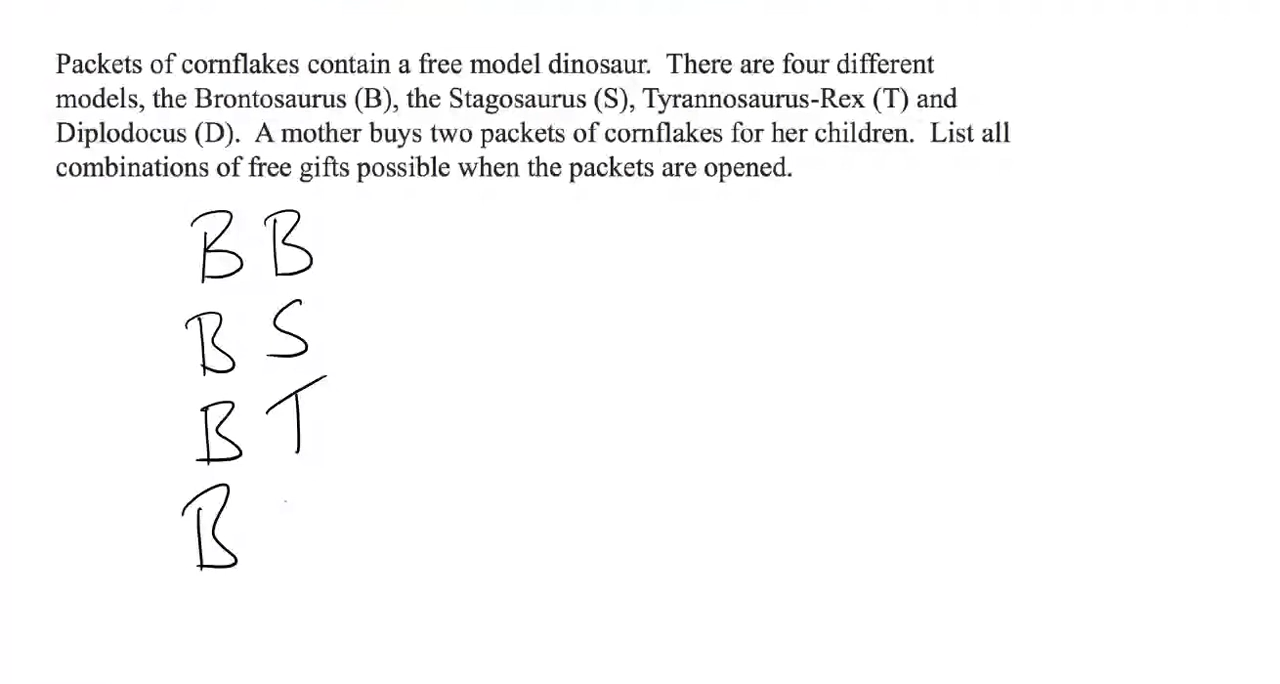 Packets of cornflakes contain a free model dinosaur. There are four different
models, the Brontosaurus (B), the Stagosaurus (S), Tyrannosaurus-Rex (T) and
Diplodocus (D). A mother buys two packets of cornflakes for her children. List all
combinations of free gifts possible when the packets are opened.
B B
B S
B T
B